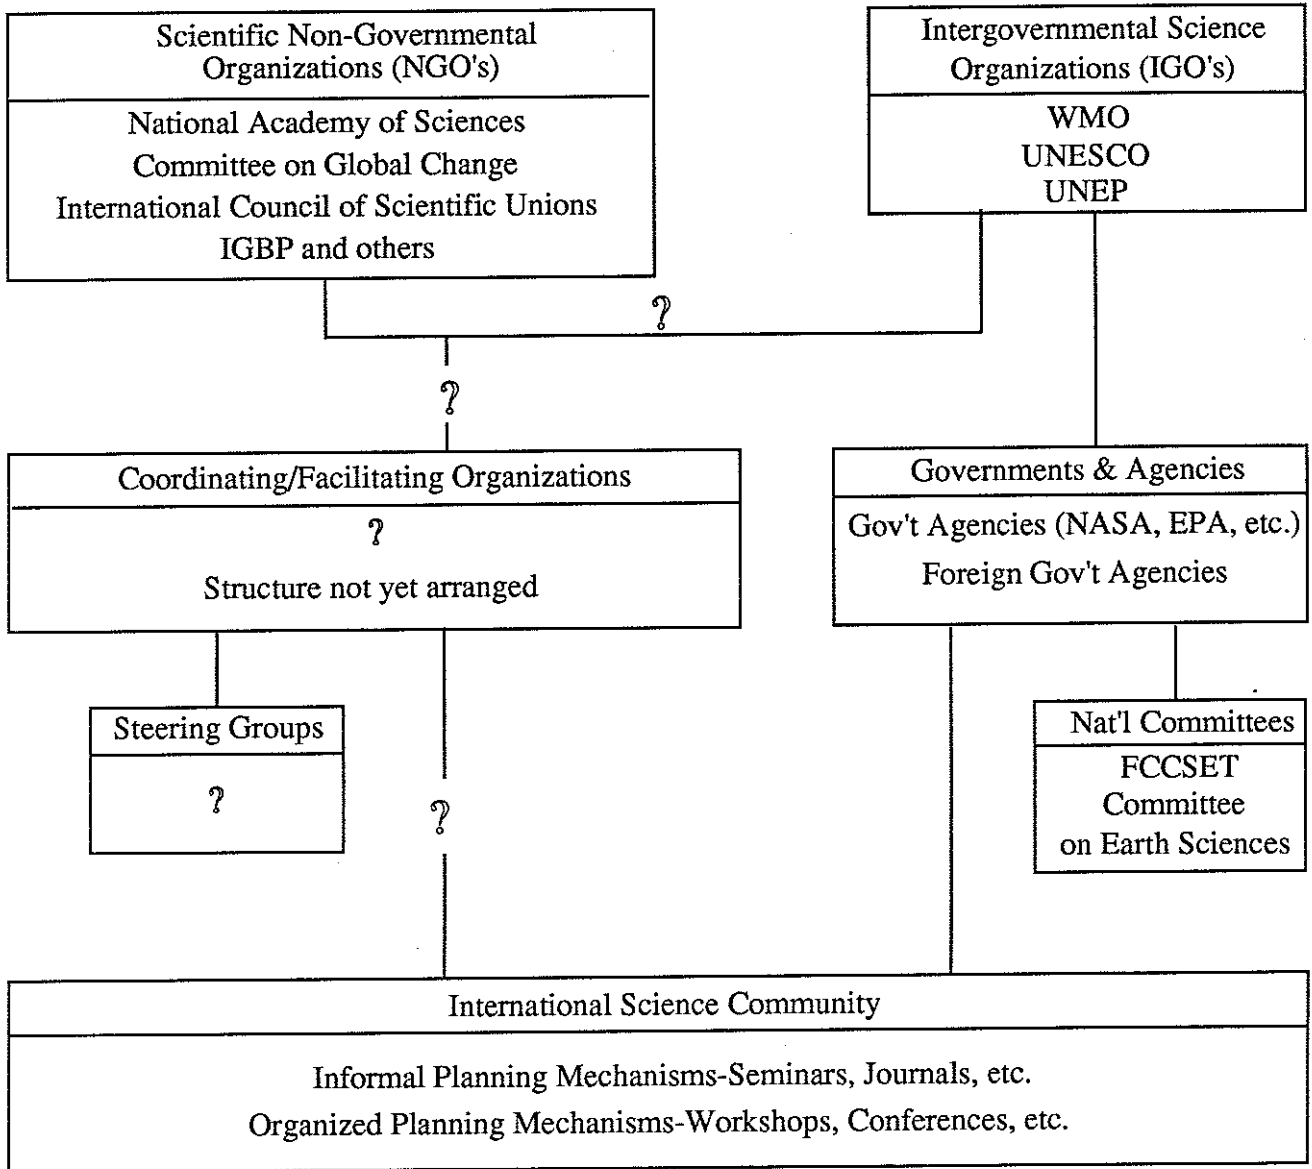 Scientific Non-Governmental
Organizations (NGO's)
National Academy of Sciences
Committee on Global Change
International Council of Scientific Unions
IGBP and others
Intergovernmental Science
Organizations (IGO's)
WMO
UNESCO
UNEP
?
?
Coordinating/Facilitating Organizations
?
Structure not yet arranged
Governments & Agencies
Gov't Agencies (NASA, EPA, etc.)
Foreign Gov't Agencies
Steering Groups
?
?
Nat'l Committees
FCCSET
Committee
on Earth Sciences
International Science Community
Informal Planning Mechanisms-Seminars, Journals, etc.
Organized Planning Mechanisms-Workshops, Conferences, etc.